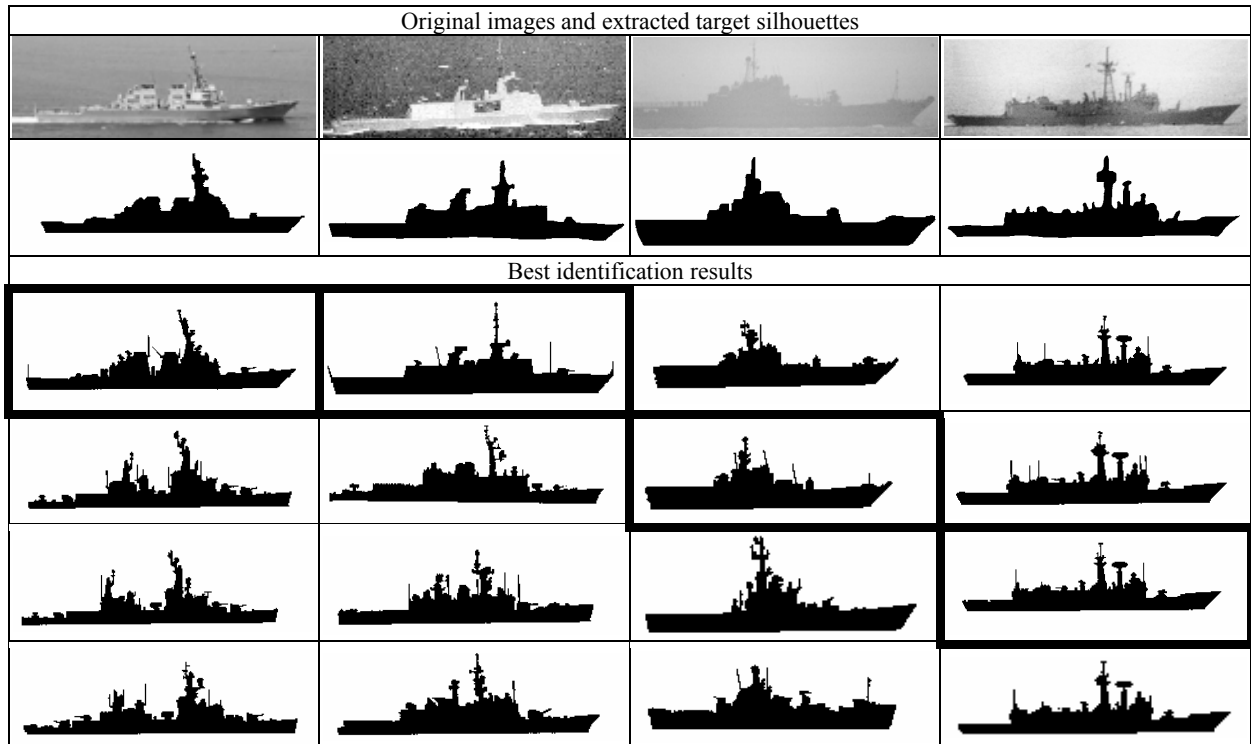 Original images and extracted target silhouettes
Best identification results